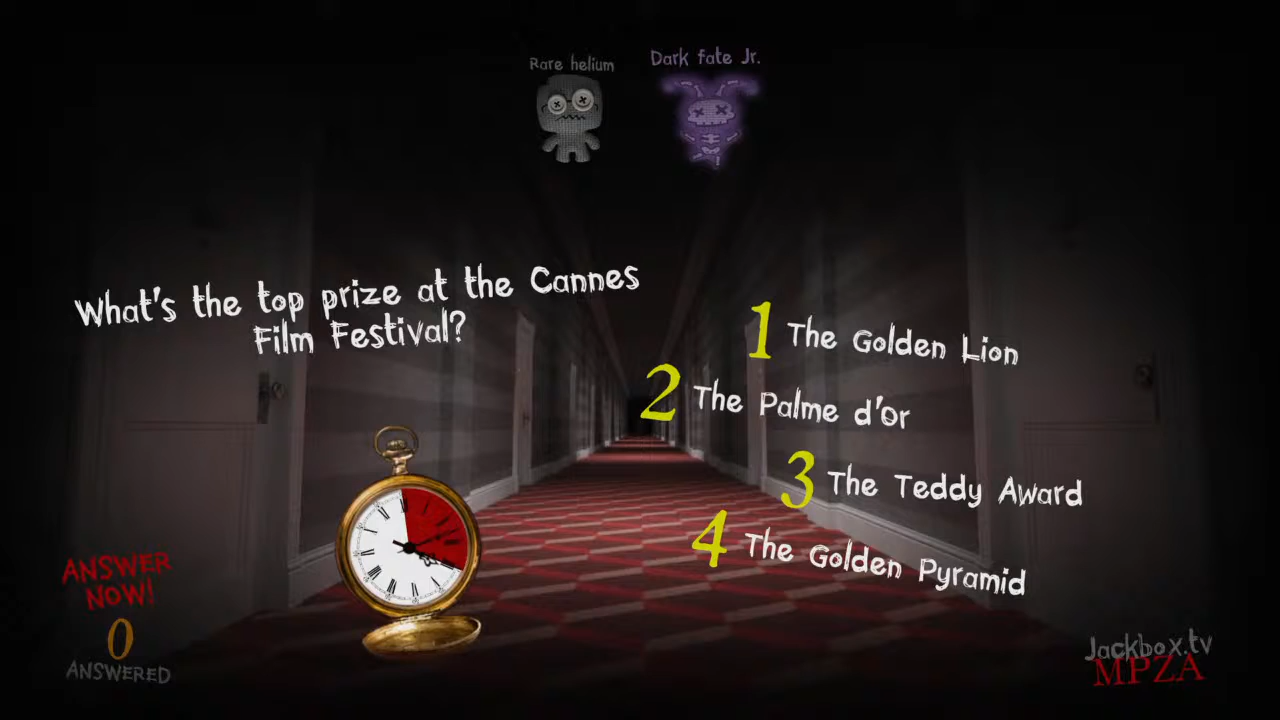 Rare helium
Dark fate Jr.
What's the top prize at the Cannes
Film Festival?
1 The Golden Lion
2 The Palme d'or
3 The Teddy Award
4 The Golden Pyramid
ANSWER
NOW!
0
ANSWERED
Jackbox.tv
MPZA